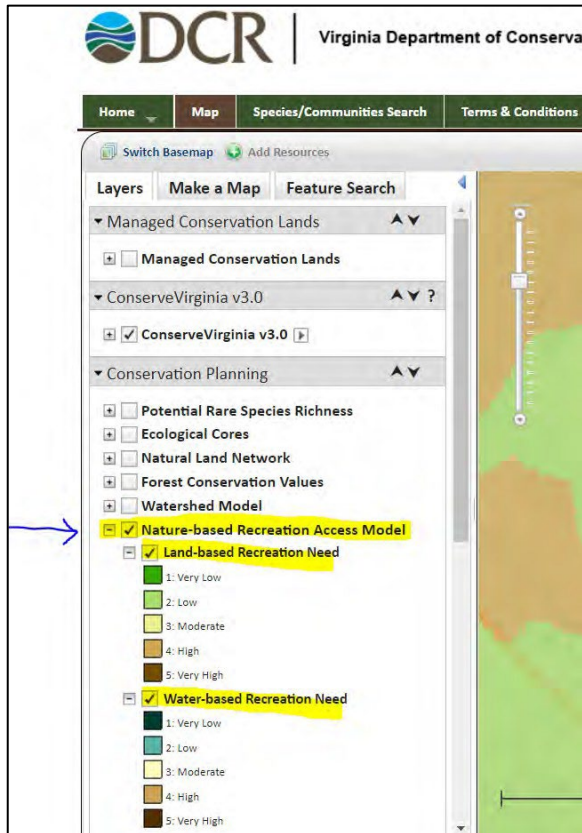 DCR
Virginia Department of Conserva
Home Map Species/Communities Search Terms & Conditions
Switch Basemap Add Resources
Layers Make a Map Feature Search
Managed Conservation Lands
Managed Conservation Lands
ConserveVirginia v3.0 ?
ConserveVirginia v3.0
Conservation Planning
Potential Rare Species Richness
Ecological Cores
Natural Land Network
Forest Conservation Values
Watershed Model
Nature-based Recreation Access Model
Land-based Recreation Need
1: Very Low
2: Low
3: Moderate
4: High
5: Very High
Water-based Recreation Need
1: Very Low
2: Low
3: Moderate
4: High
5: Very High